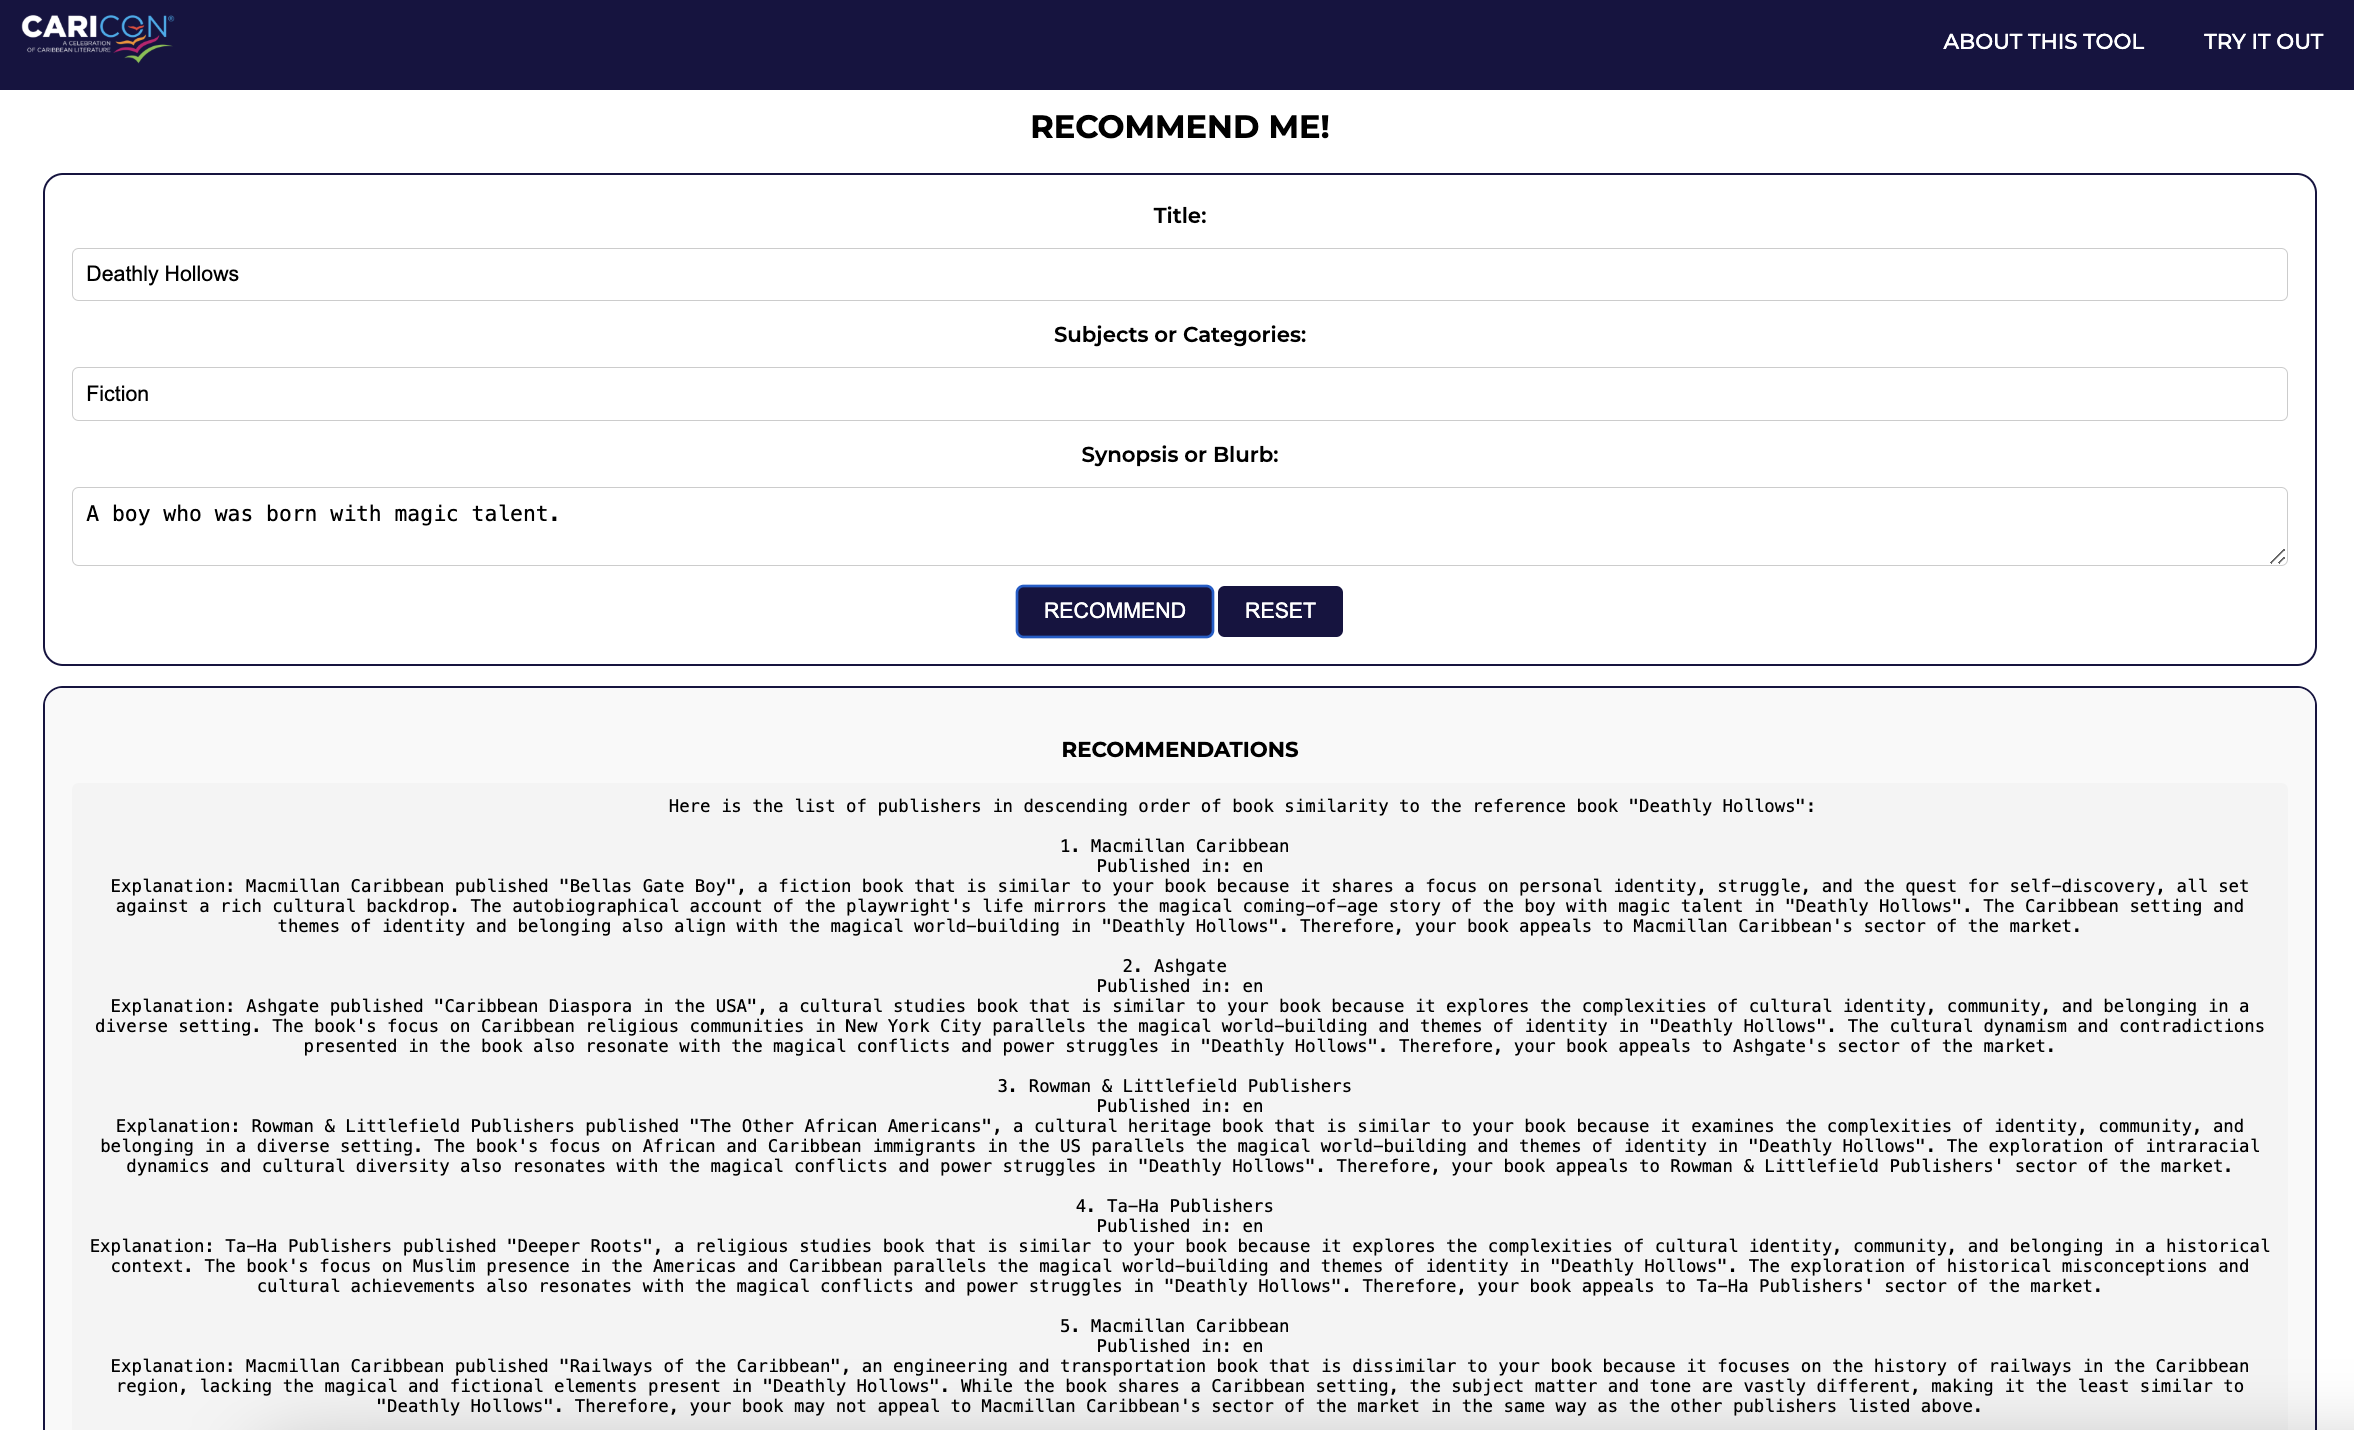 CARICON®
A CELEBRATION
OF CARIBBEAN LITERATURE
ABOUT THIS TOOL
TRY IT OUT
RECOMMEND ME!
Title:
Deathly Hollows
Subjects or Categories:
Fiction
Synopsis or Blurb:
A boy who was born with magic talent.
RECOMMEND
RESET
RECOMMENDATIONS
Here is the list of publishers in descending order of book similarity to the reference book "Deathly Hollows":
1. Macmillan Caribbean
Published in: en
Explanation: Macmillan Caribbean published "Bellas Gate Boy", a fiction book that is similar to your book because it shares a focus on personal identity, struggle, and the quest for self-discovery, all set
against a rich cultural backdrop. The autobiographical account of the playwright's life mirrors the magical coming-of-age story of the boy with magic talent in "Deathly Hollows". The Caribbean setting and
themes of identity and belonging also align with the magical world-building in "Deathly Hollows". Therefore, your book appeals to Macmillan Caribbean's sector of the market.
2. Ashgate
Published in: en
Explanation: Ashgate published "Caribbean Diaspora in the USA", a cultural studies book that is similar to your book because it explores the complexities of cultural identity, community, and belonging in a
diverse setting. The book's focus on Caribbean religious communities in New York City parallels the magical world-building and themes of identity in "Deathly Hollows". The cultural dynamism and contradictions
presented in the book also resonate with the magical conflicts and power struggles in "Deathly Hollows". Therefore, your book appeals to Ashgate's sector of the market.
3. Rowman & Littlefield Publishers
Published in: en
Explanation: Rowman & Littlefield Publishers published "The Other African Americans", a cultural heritage book that is similar to your book because it examines the complexities of identity, community, and
belonging in a diverse setting. The book's focus on African and Caribbean immigrants in the US parallels the magical world-building and themes of identity in "Deathly Hollows". The exploration of intraracial
dynamics and cultural diversity also resonates with the magical conflicts and power struggles in "Deathly Hollows". Therefore, your book appeals to Rowman & Littlefield Publishers' sector of the market.
4. Ta-Ha Publishers
Published in: en
Explanation: Ta-Ha Publishers published "Deeper Roots", a religious studies book that is similar to your book because it explores the complexities of cultural identity, community, and belonging in a historical
context. The book's focus on Muslim presence in the Americas and Caribbean parallels the magical world-building and themes of identity in "Deathly Hollows". The exploration of historical misconceptions and
cultural achievements also resonates with the magical conflicts and power struggles in "Deathly Hollows". Therefore, your book appeals to Ta-Ha Publishers' sector of the market.
5. Macmillan Caribbean
Published in: en
Explanation: Macmillan Caribbean published "Railways of the Caribbean", an engineering and transportation book that is dissimilar to your book because it focuses on the history of railways in the Caribbean
region, lacking the magical and fictional elements present in "Deathly Hollows". While the book shares a Caribbean setting, the subject matter and tone are vastly different, making it the least similar to
"Deathly Hollows". Therefore, your book may not appeal to Macmillan Caribbean's sector of the market in the same way as the other publishers listed above.